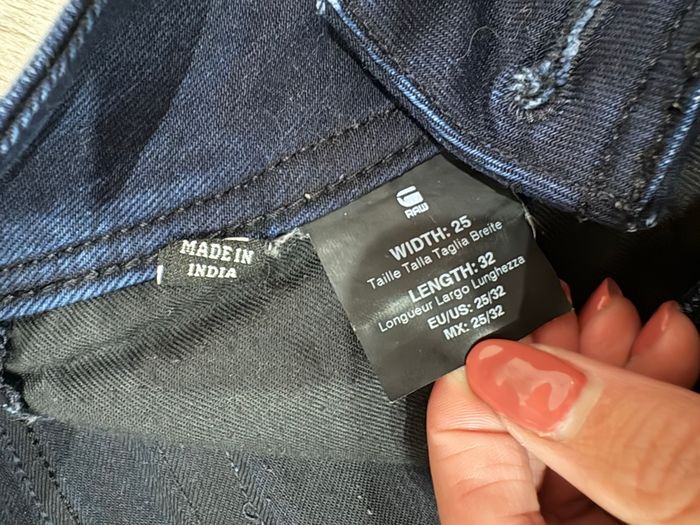 MADE IN
INDIA
RAW
WIDTH: 25
Taille Talla Taglia Breite
LENGTH: 32
Longueur Largo Lunghezza
EU/US: 25/32
MX: 25/32